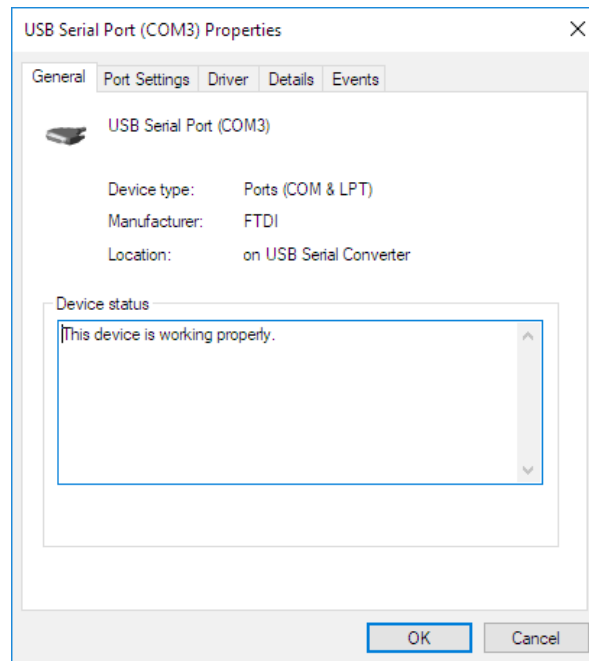 USB Serial Port (COM3) Properties
General Port Settings Driver Details Events
USB Serial Port (COM3)
Device type: Ports (COM & LPT)
Manufacturer: FTDI
Location: on USB Serial Converter
Device status
This device is working properly.
OK Cancel